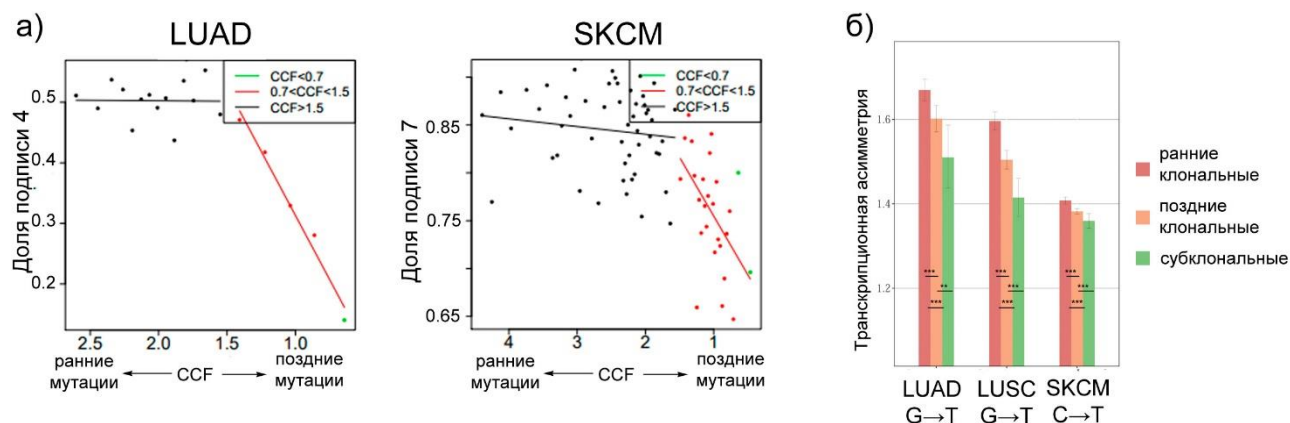 а)
LUAD
Доля подписи 4
0.5
0.4
0.3
0.2
CCF<0.7
0.7<CCF<1.5
CCF>1.5
2.5
2.0
1.5
1.0
ранние
мутации
CCF
поздние
мутации
SKCM
Доля подписи 7
0.85
0.75
0.65
CCF<0.7
0.7<CCF<1.5
CCF>1.5
4
3
2
1
ранние
мутации
CCF
поздние
мутации
б)
Транскрипционная асимметрия
1.6
1.4
1.2
***
**
***
***
***
***
***
***
***
LUAD
G→T
LUSC
G→T
SKCM
C→T
ранние
клональные
поздние
клональные
субклональные